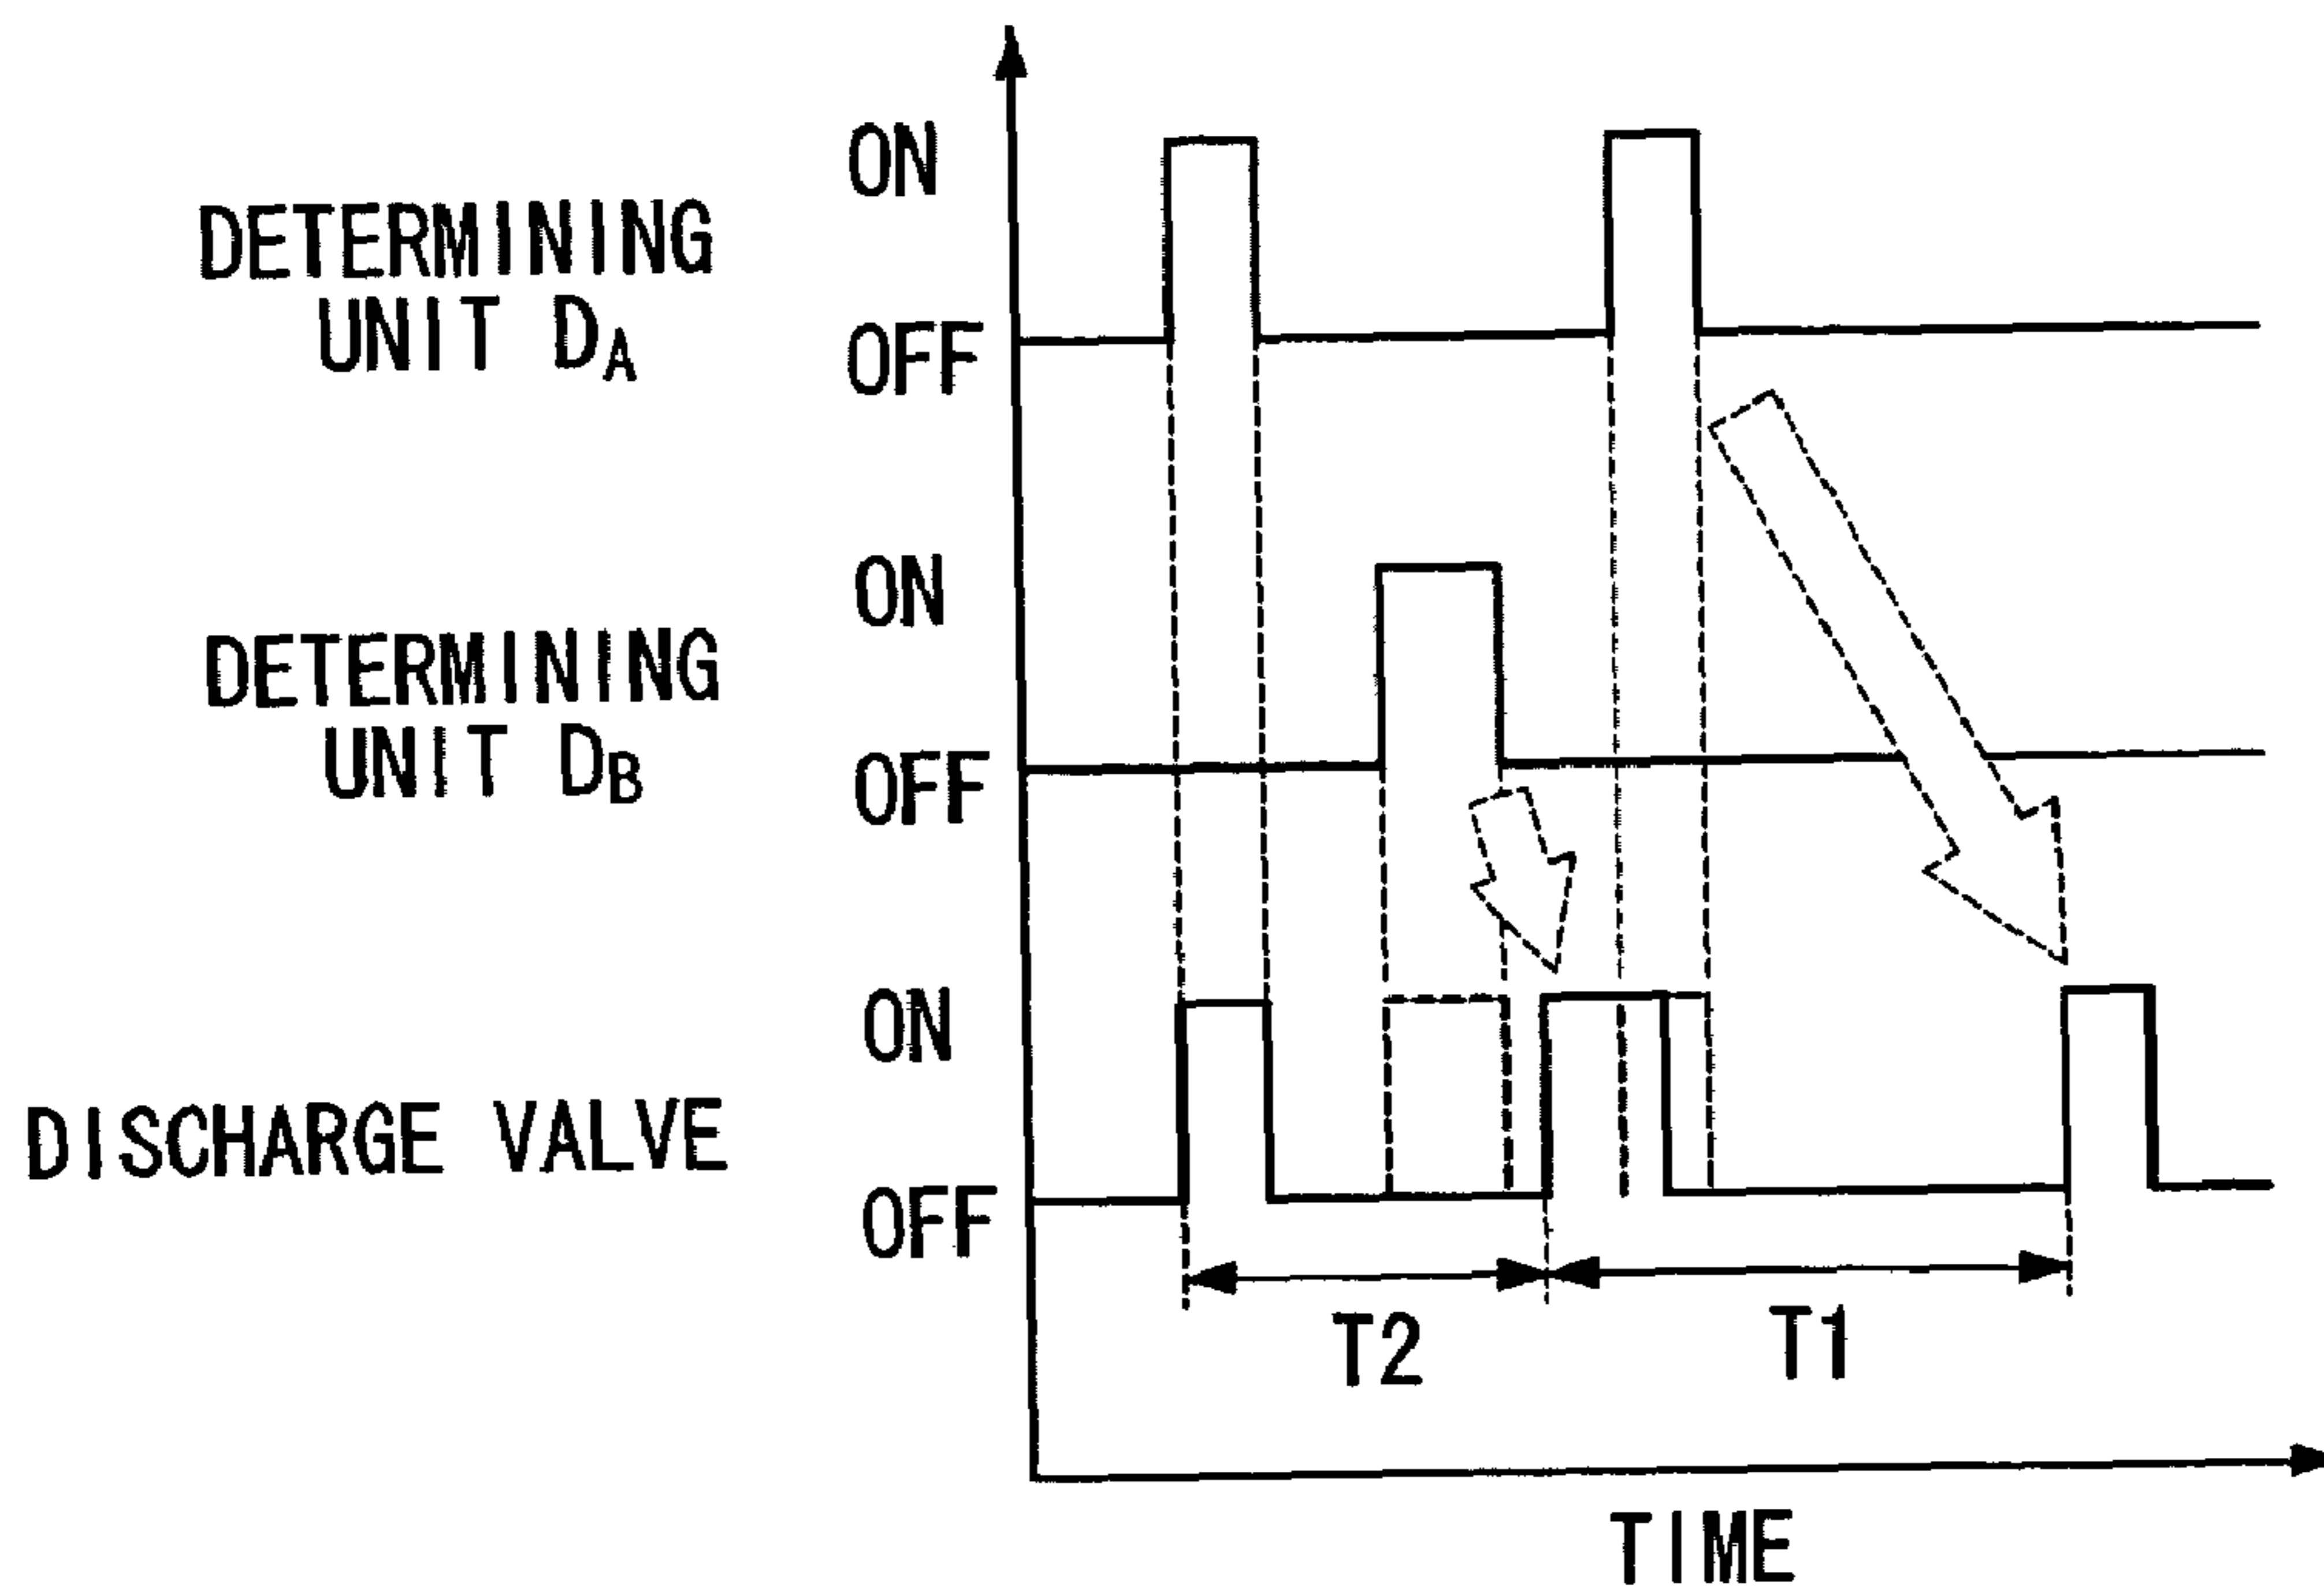 ON
DETERMINING
UNIT DA
OFF
ON
DETERMINING
UNIT DB
OFF
ON
DISCHARGE VALVE
OFF
T2
T1
TIME